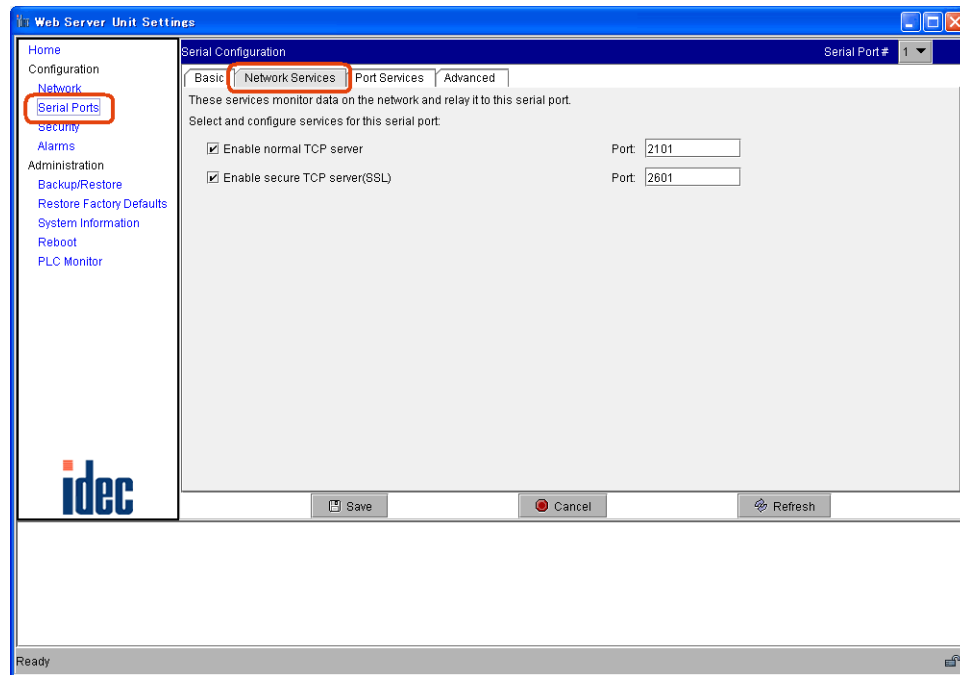 Web Server Unit Settings
Home
Configuration
Network
Serial Ports
Security
Alarms
Administration
Backup/Restore
Restore Factory Defaults
System Information
Reboot
PLC Monitor
idec
Serial Configuration Serial Port# 1
Basic Network Services Port Services Advanced
These services monitor data on the network and relay it to this serial port.
Select and configure services for this serial port:
Enable normal TCP server Port: 2101
Enable secure TCP server(SSL) Port: 2601
Save Cancel Refresh
Ready